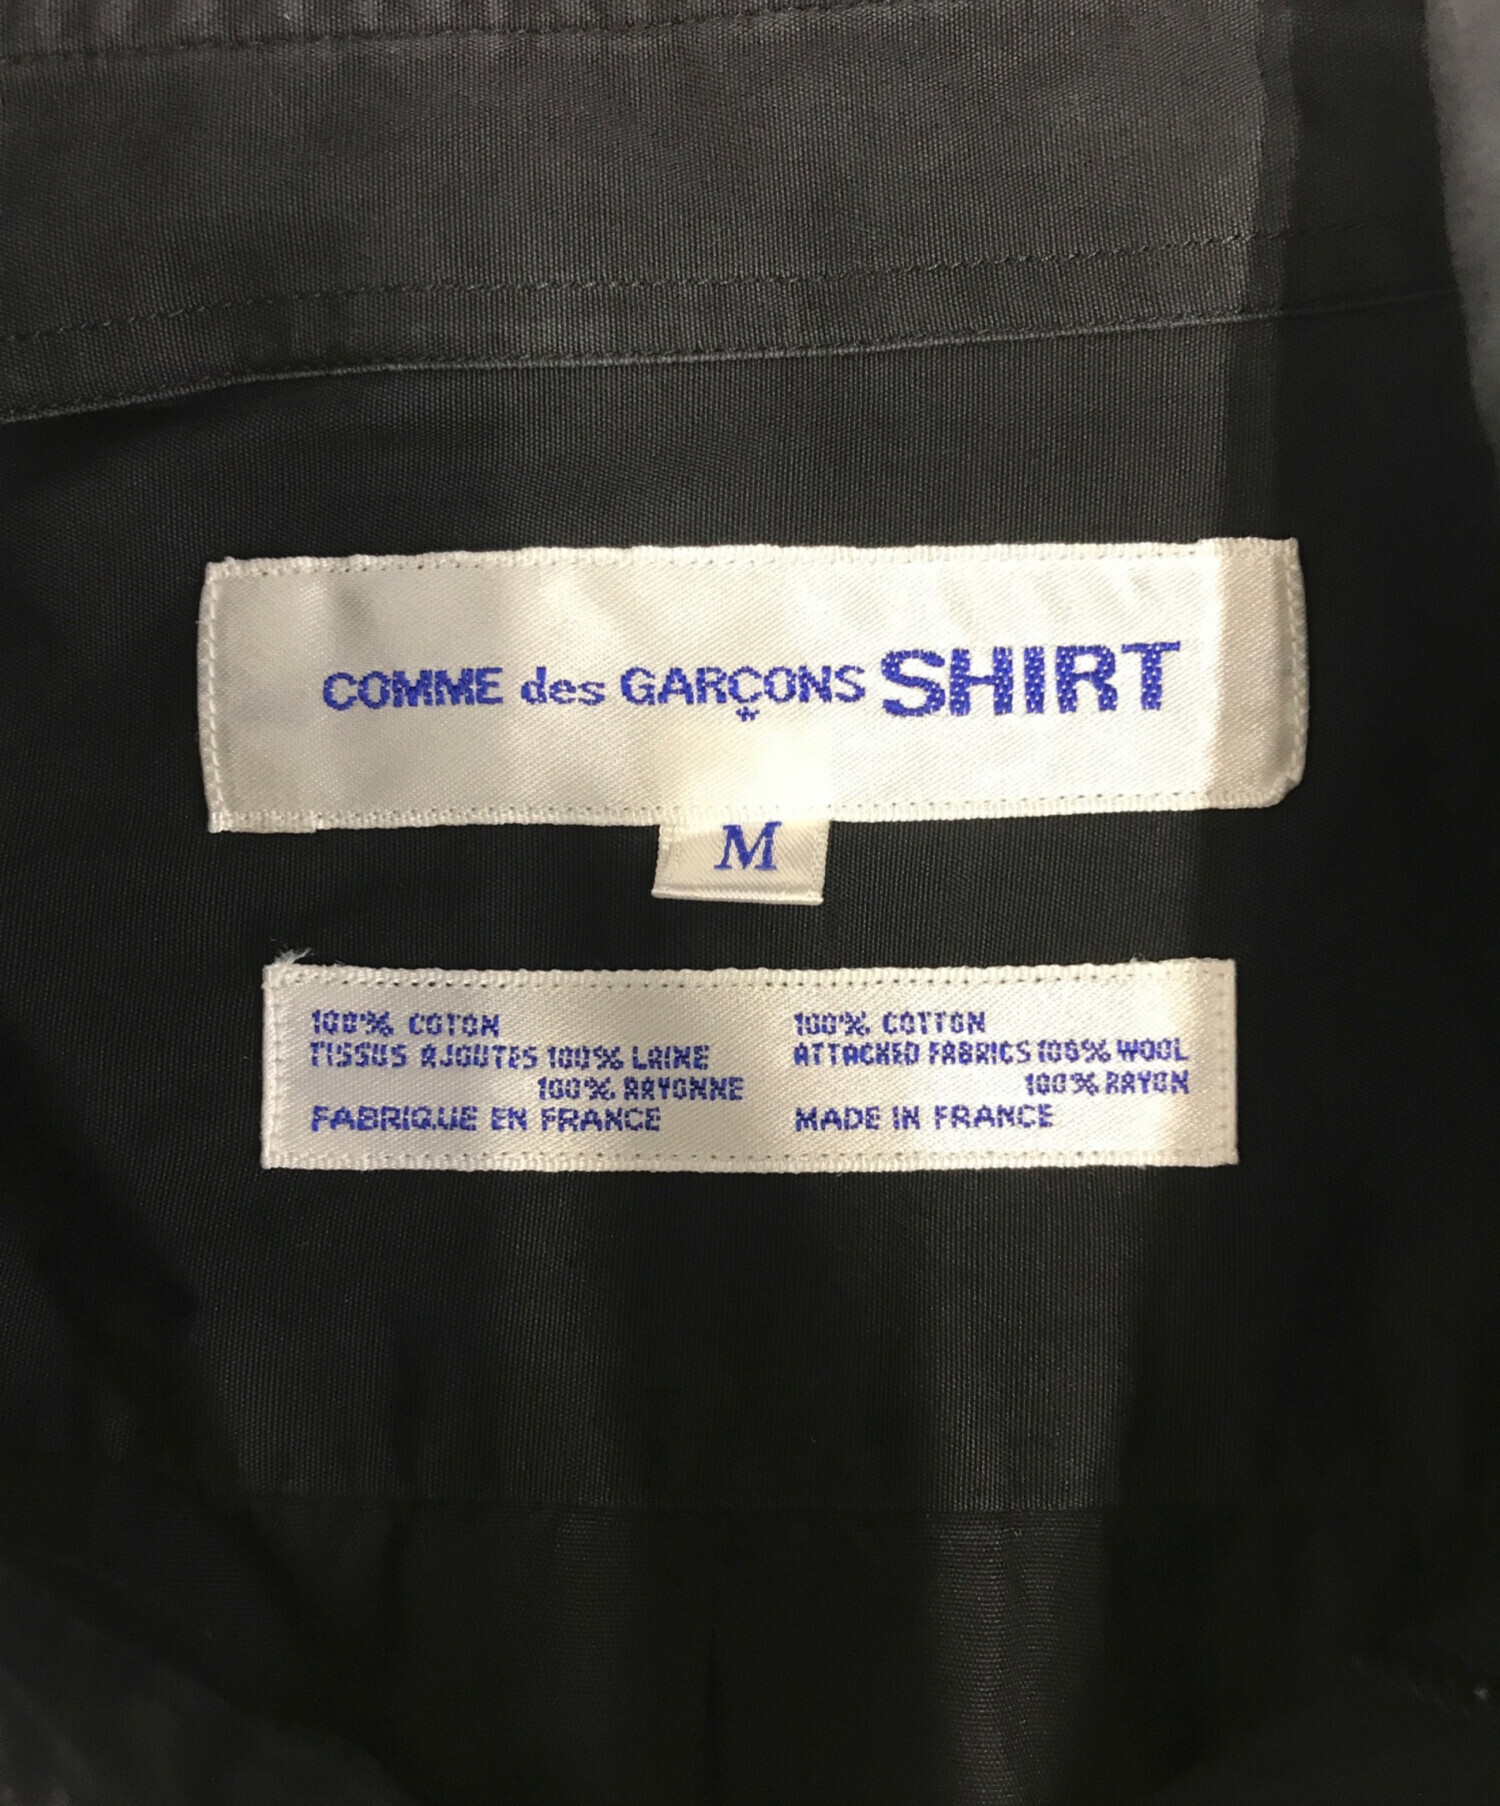 COMME des GARÇONS SHIRT
M
100% COTON
TISSUS AJOUTES 100% LAINE
100% RAYONNE
FABRIQUE EN FRANCE
100% COTTON
ATTACHED FABRICS 100% WOOL
100% RAYON
MADE IN FRANCE